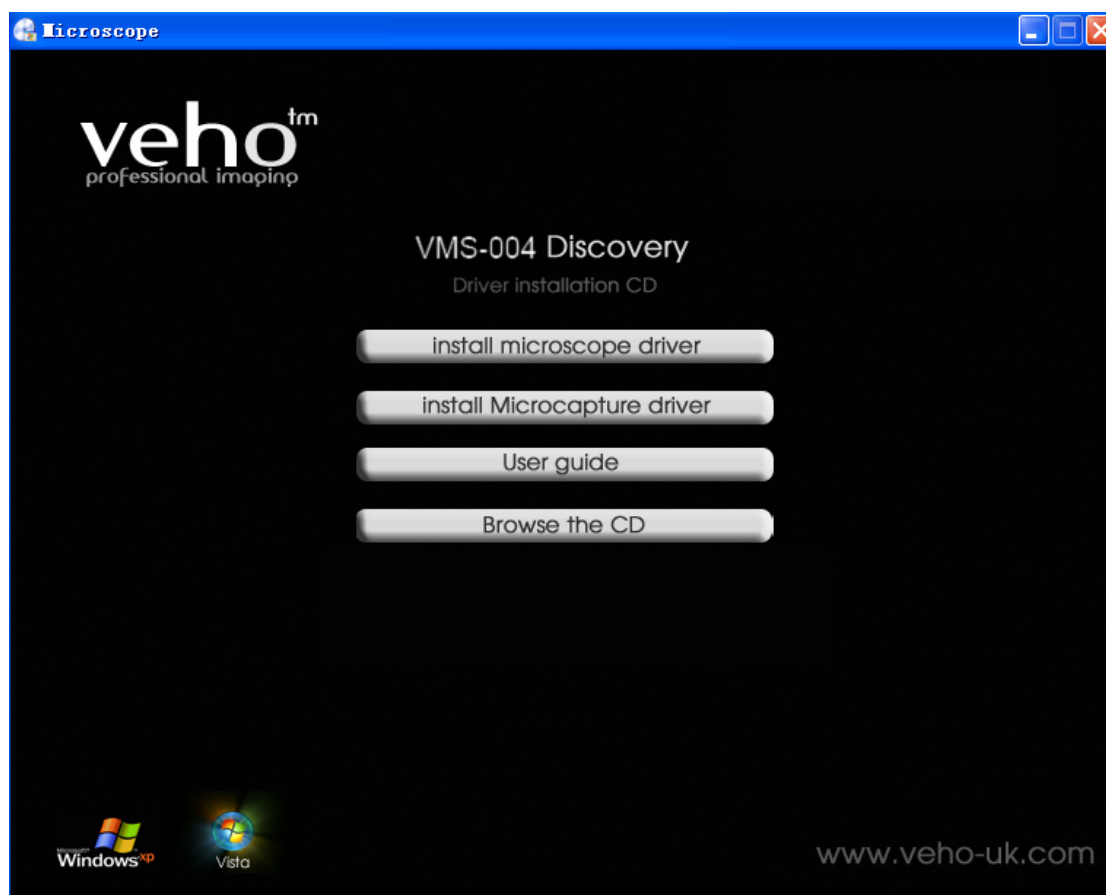 Microscope
veho tm
professional imaging
VMS-004 Discovery
Driver installation CD
install microscope driver
install Microcapture driver
User guide
Browse the CD
Microsoft
Windows xp
Vista
www.veho-uk.com